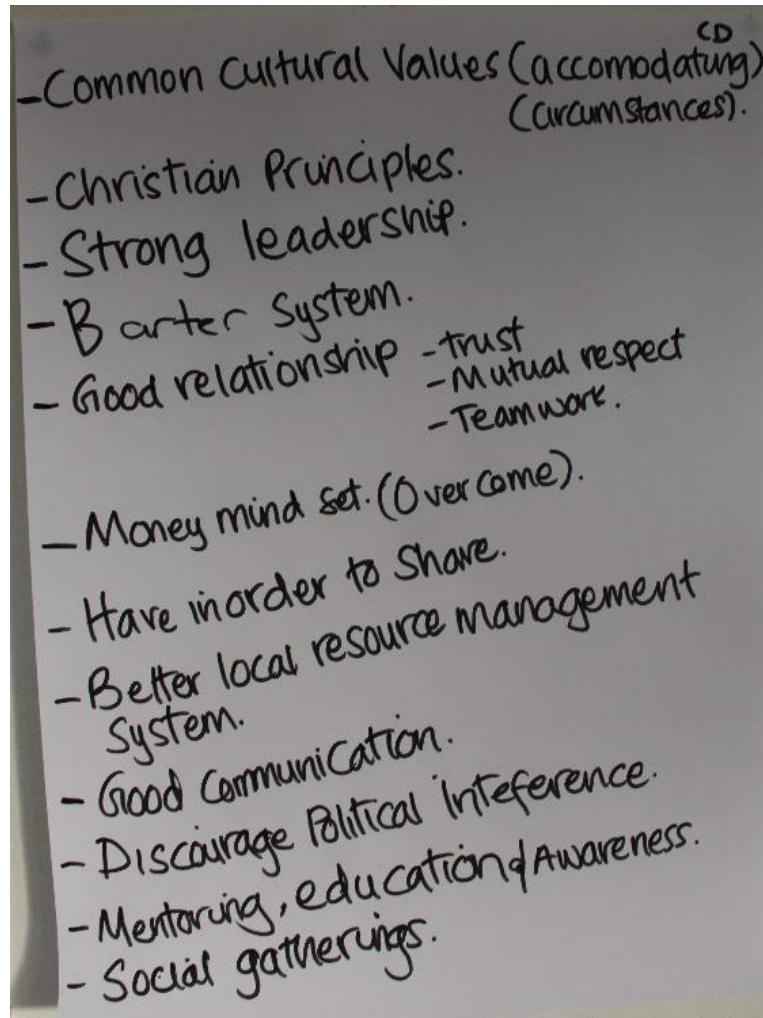 CD
- Common Cultural Values (accomodating)
(circumstances).
- Christian Principles.
- Strong leadership.
- Barter System.
- Good relationship - trust
- Mutual respect
- Teamwork.
- Money mind set. (Over come).
- Have inorder to Share.
- Better local resource management
System.
- Good Communication.
- Discourage Political Inteference.
- Mentoring, education & Awareness.
- Social gatherings.